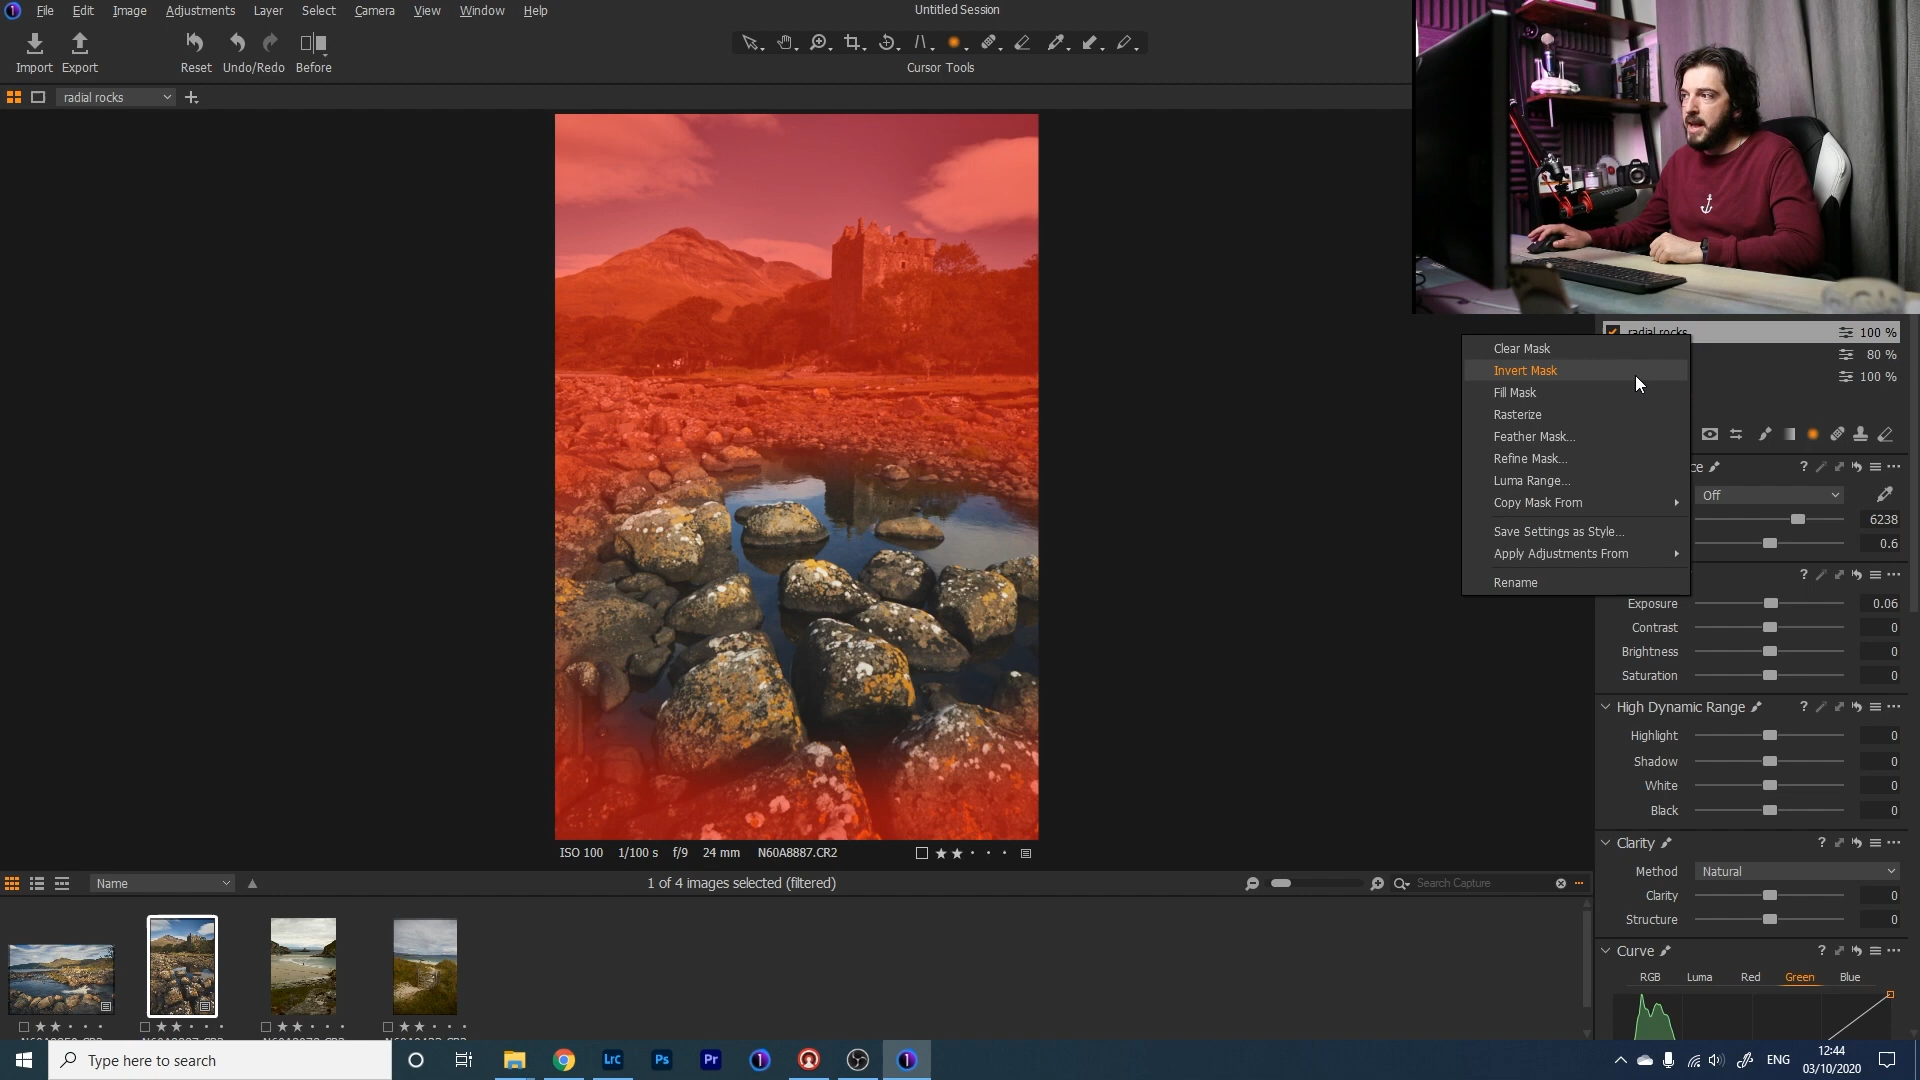 File Edit Image Adjustments Layer Select Camera View Window Help
Untitled Session
Import Export Reset Undo/Redo Before
Cursor Tools
radial rocks
radial rocks 100 %
80 %
100 %
Clear Mask
Invert Mask
Fill Mask
Rasterize
Feather Mask...
Refine Mask...
Luma Range...
Copy Mask From
Save Settings as Style...
Apply Adjustments From
Rename
ce
Off
6238
0.6
Exposure 0.06
Contrast 0
Brightness 0
Saturation 0
High Dynamic Range
Highlight 0
Shadow 0
White 0
Black 0
Clarity
Method Natural
Clarity 0
Structure 0
Curve
RGB Luma Red Green Blue
ISO 100 1/100 s f/9 24 mm N60A8887.CR2
Name
1 of 4 images selected (filtered)
Search Capture
Type here to search
Lrc Ps Pr
ENG
12:44
03/10/2020